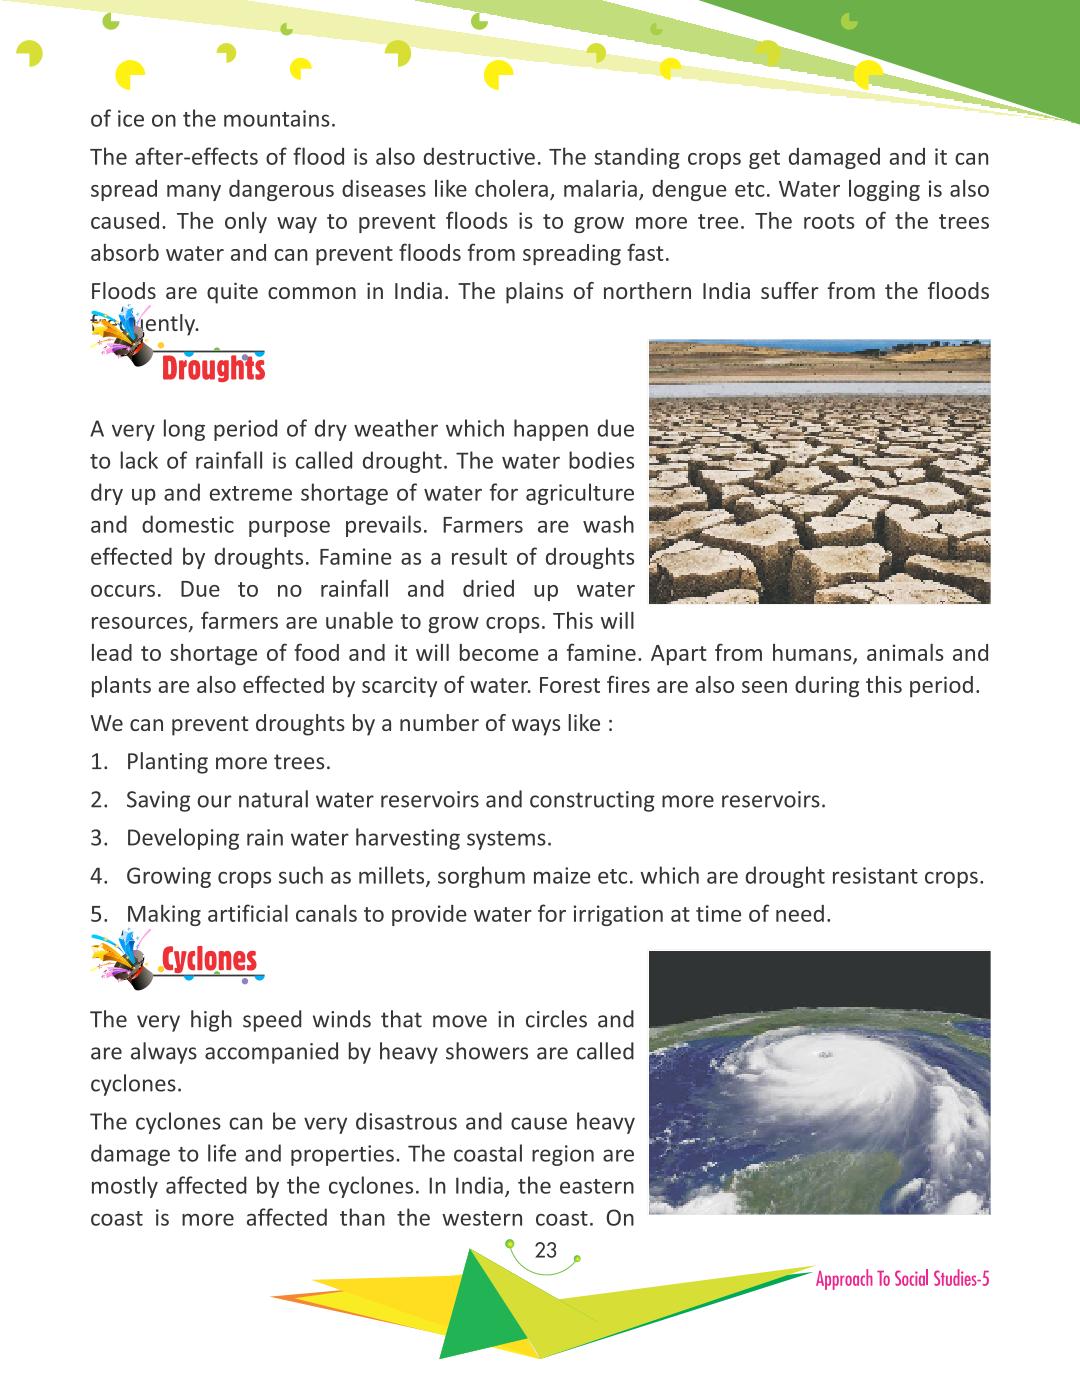 of ice on the mountains.
The after-effects of flood is also destructive. The standing crops get damaged and it can
spread many dangerous diseases like cholera, malaria, dengue etc. Water logging is also
caused. The only way to prevent floods is to grow more tree. The roots of the trees
absorb water and can prevent floods from spreading fast.
Floods are quite common in India. The plains of northern India suffer from the floods
frequently.
Droughts
A very long period of dry weather which happen due
to lack of rainfall is called drought. The water bodies
dry up and extreme shortage of water for agriculture
and domestic purpose prevails. Farmers are wash
effected by droughts. Famine as a result of droughts
occurs. Due to no rainfall and dried up water
resources, farmers are unable to grow crops. This will
lead to shortage of food and it will become a famine. Apart from humans, animals and
plants are also effected by scarcity of water. Forest fires are also seen during this period.
We can prevent droughts by a number of ways like :
1. Planting more trees.
2. Saving our natural water reservoirs and constructing more reservoirs.
3. Developing rain water harvesting systems.
4. Growing crops such as millets, sorghum maize etc. which are drought resistant crops.
5. Making artificial canals to provide water for irrigation at time of need.
Cyclones
The very high speed winds that move in circles and
are always accompanied by heavy showers are called
cyclones.
The cyclones can be very disastrous and cause heavy
damage to life and properties. The coastal region are
mostly affected by the cyclones. In India, the eastern
coast is more affected than the western coast. On
23
Approach To Social Studies-5